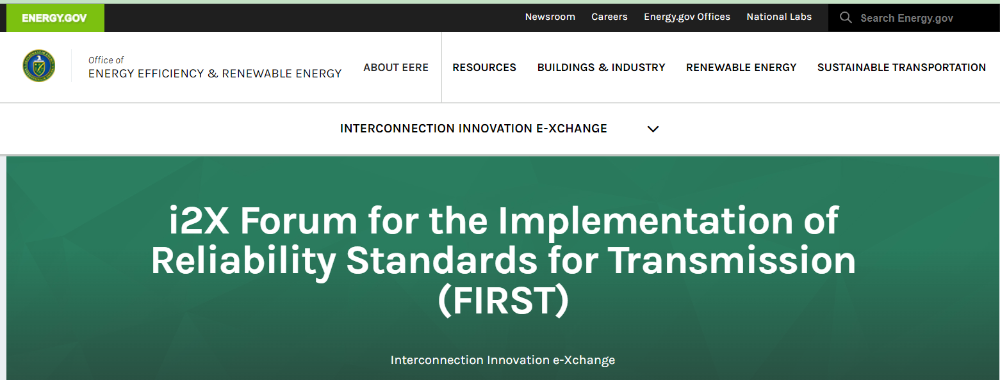 ENERGY.GOV
Newsroom Careers Energy.gov Offices National Labs Search Energy.gov
Office of
ENERGY EFFICIENCY & RENEWABLE ENERGY
ABOUT EERE RESOURCES BUILDINGS & INDUSTRY RENEWABLE ENERGY SUSTAINABLE TRANSPORTATION
INTERCONNECTION INNOVATION E-XCHANGE
i2X Forum for the Implementation of
Reliability Standards for Transmission
(FIRST)
Interconnection Innovation e-Xchange